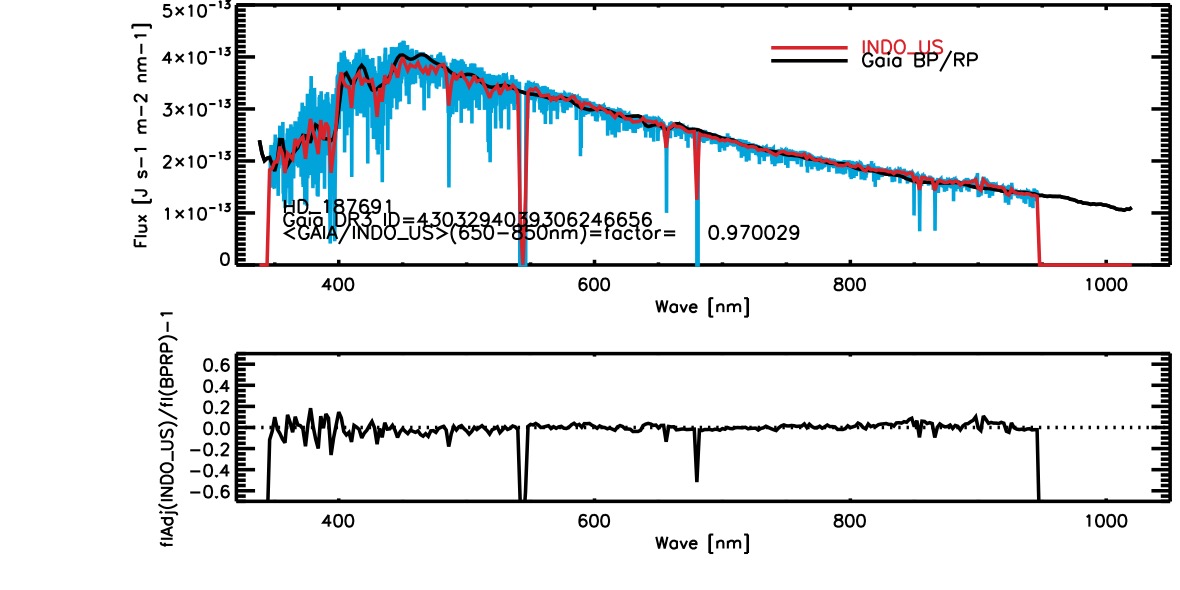 5×10−13
4×10−13
3×10−13
2×10−13
1×10−13
0
Flux [J s−1 m−2 nm−1]
INDO_US
Gaia BP/RP
HD_187691
Gaia DR3 ID=4303294039306246656
<GAIA/INDO_US>(650−850nm)=factor= 0.970029
400 600 800 1000
Wave [nm]
flAdj(INDO_US)/fl(BPRP)−1
0.6
0.4
0.2
0.0
−0.2
−0.4
−0.6
400 600 800 1000
Wave [nm]